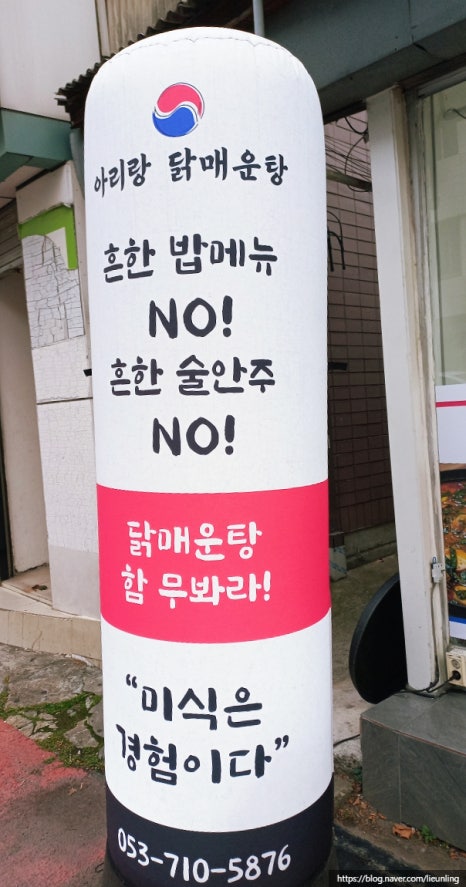 아리랑 닭매운탕
흔한 밥메뉴
NO!
흔한 술안주
NO!
닭매운탕
함 무봐라!
“미식은
경험이다”
053-710-5876
https://blog.naver.com/lieunling